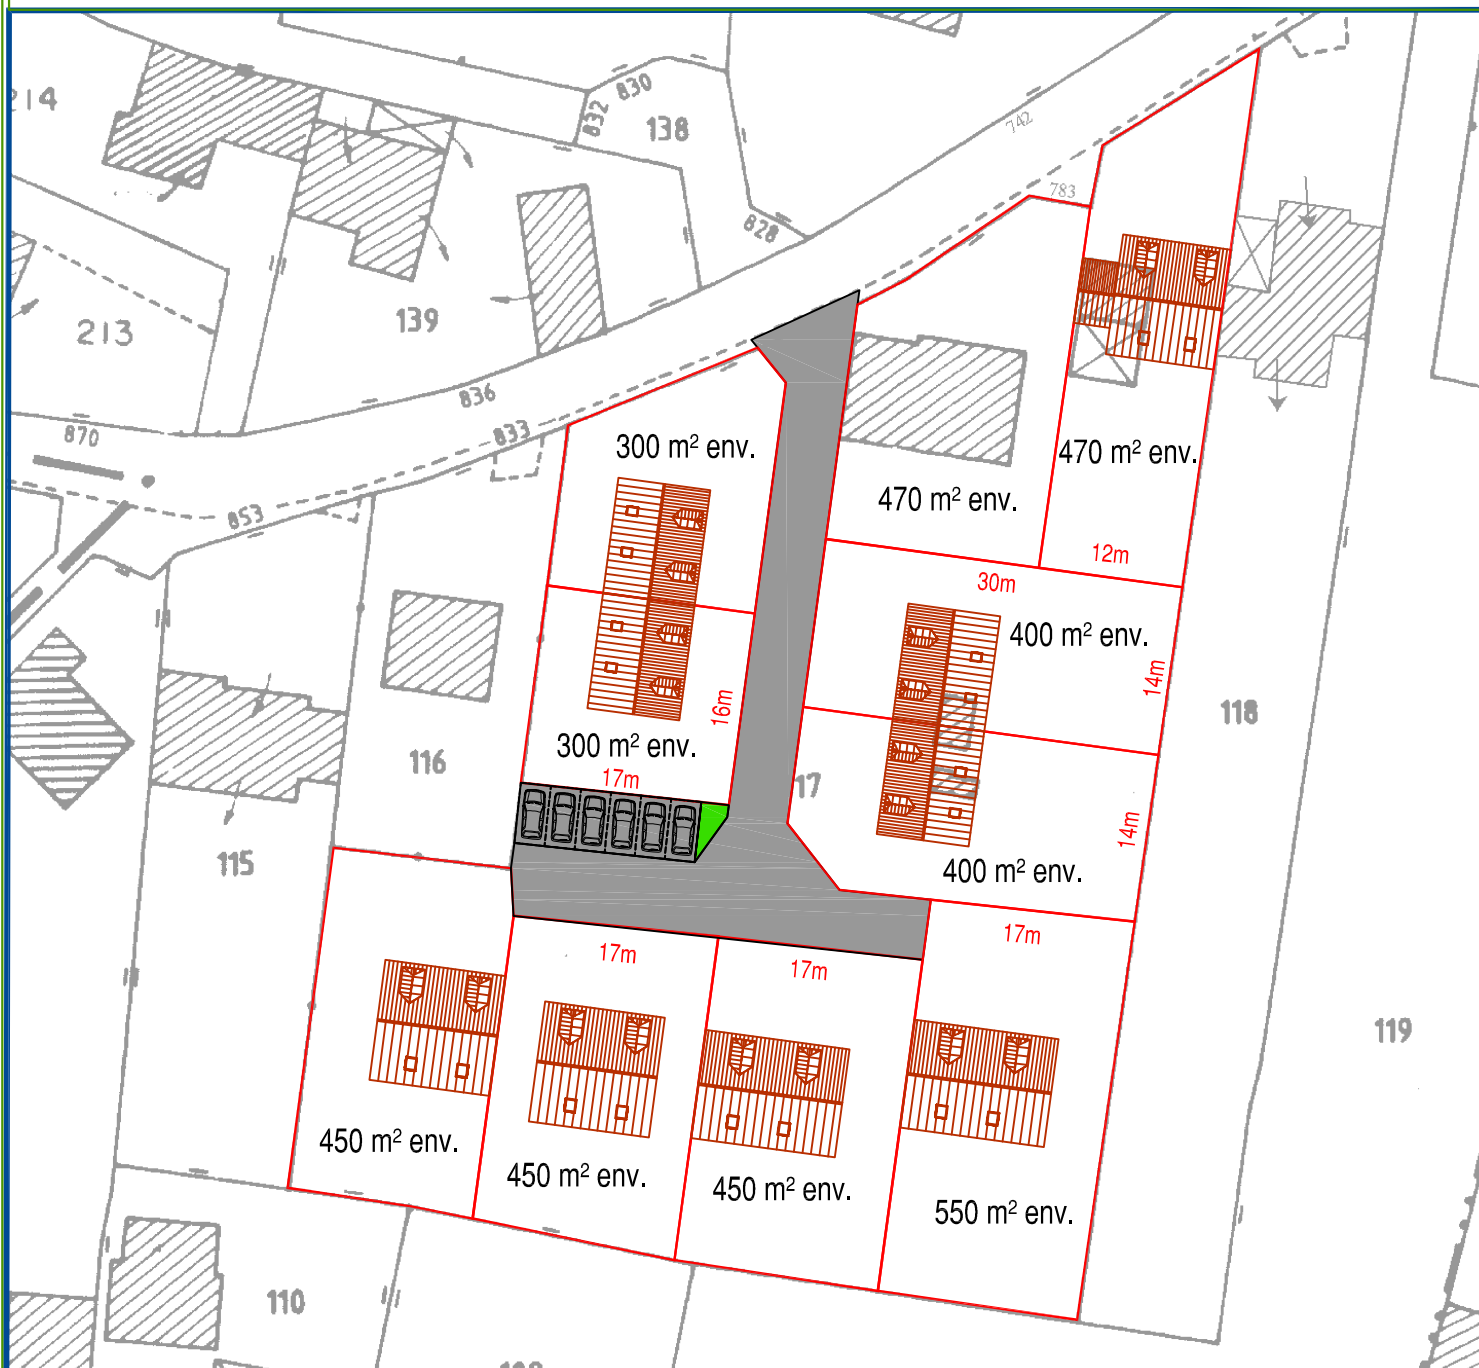 214
830
832
138
742
783
828
139
213
836
870
833
300 m² env.
470 m² env.
470 m² env.
853
12m
30m
400 m² env.
14m
16m
118
300 m² env.
116
17m
17
14m
115
400 m² env.
17m
17m
17m
119
450 m² env.
450 m² env.
450 m² env.
550 m² env.
110